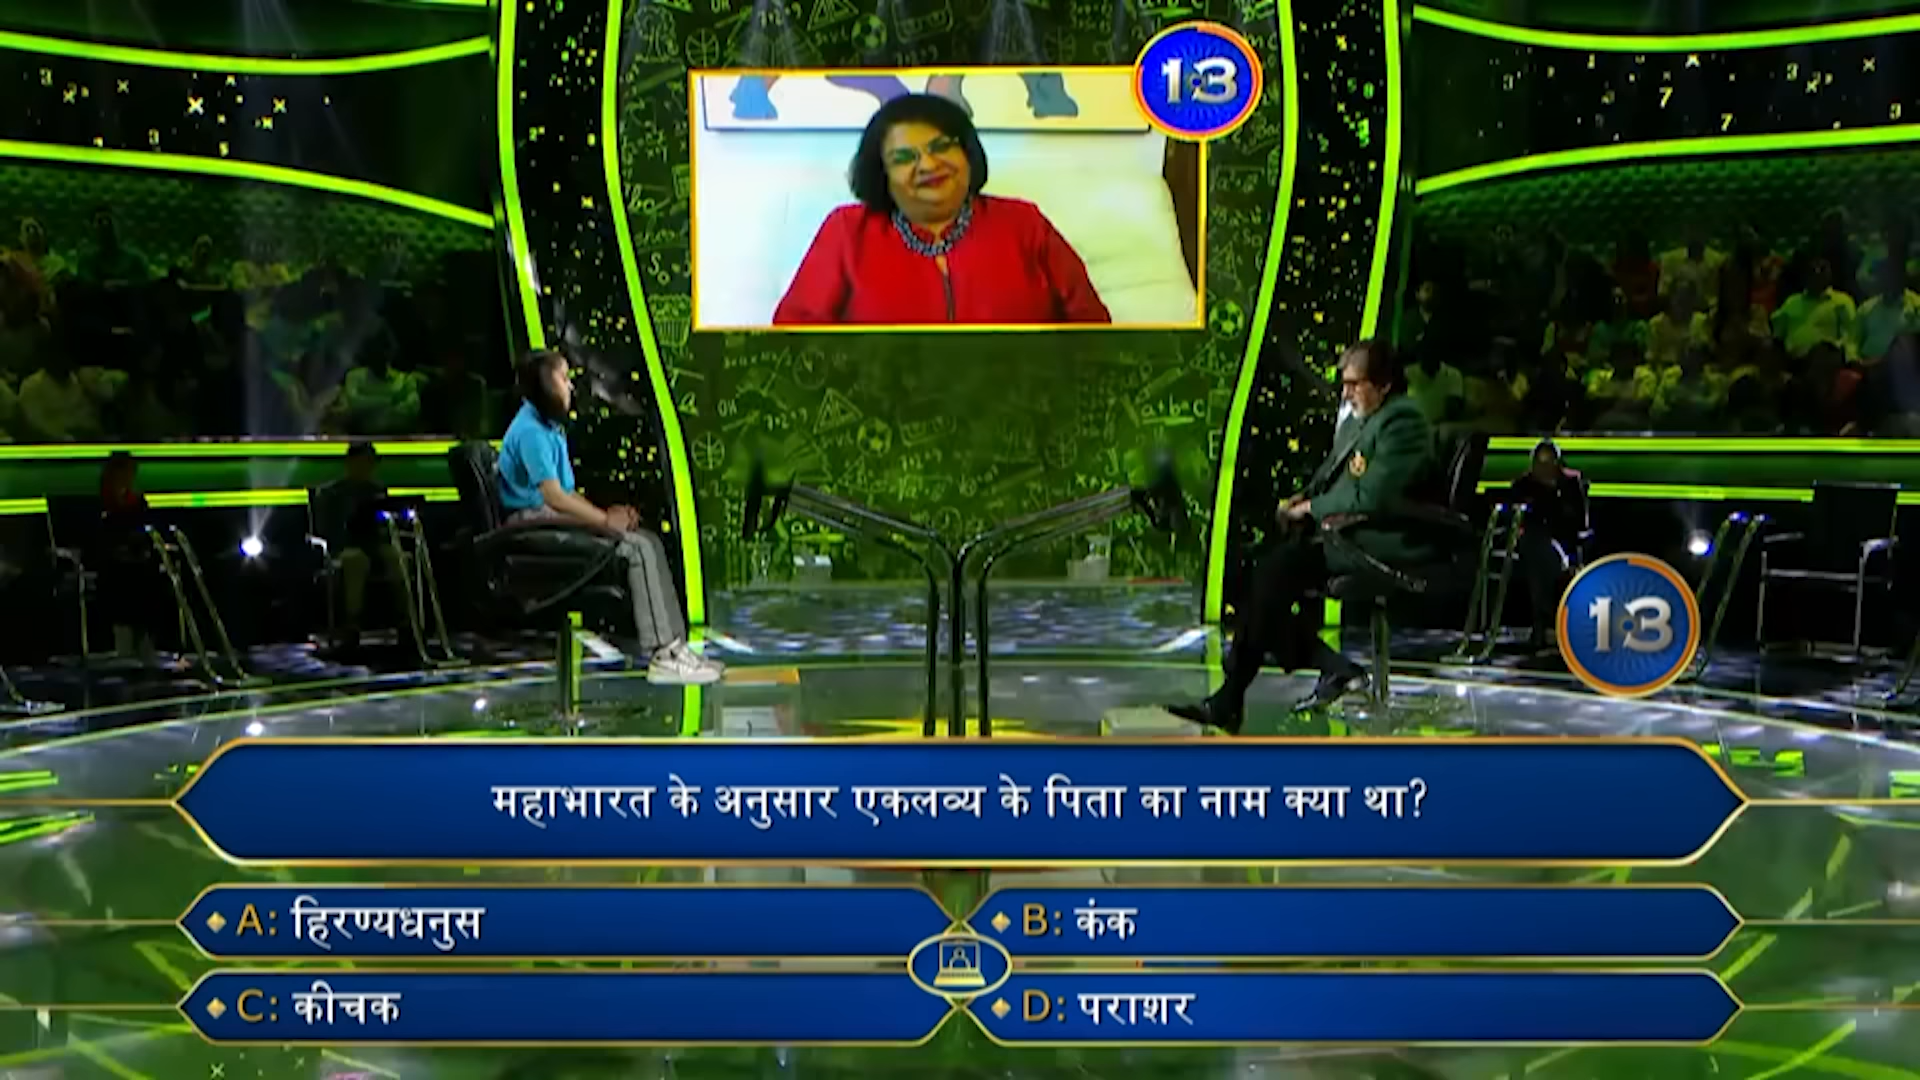 13
13
महाभारत के अनुसार एकलव्य के पिता का नाम क्या था?
A: हिरण्यधनुस
B: कंक
C: कीचक
D: पराशर